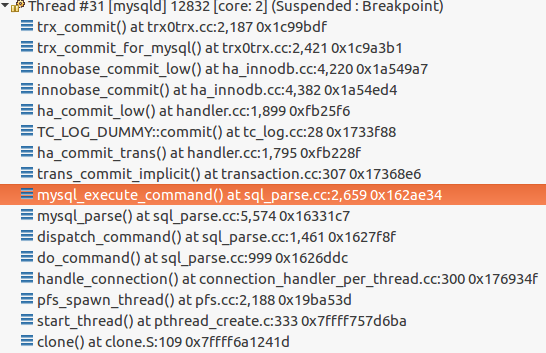 Thread #31 [mysqld] 12832 [core: 2] (Suspended : Breakpoint)
trx_commit() at trx0trx.cc:2,187 0x1c99bdf
trx_commit_for_mysql() at trx0trx.cc:2,421 0x1c9a3b1
innobase_commit_low() at ha_innodb.cc:4,220 0x1a549a7
innobase_commit() at ha_innodb.cc:4,382 0x1a54ed4
ha_commit_low() at handler.cc:1,899 0xfb25f6
TC_LOG_DUMMY::commit() at tc_log.cc:28 0x1733f88
ha_commit_trans() at handler.cc:1,795 0xfb228f
trans_commit_implicit() at transaction.cc:307 0x17368e6
mysql_execute_command() at sql_parse.cc:2,659 0x162ae34
mysql_parse() at sql_parse.cc:5,574 0x16331c7
dispatch_command() at sql_parse.cc:1,461 0x1627f8f
do_command() at sql_parse.cc:999 0x1626ddc
handle_connection() at connection_handler_per_thread.cc:300 0x176934f
pfs_spawn_thread() at pfs.cc:2,188 0x19ba53d
start_thread() at pthread_create.c:333 0x7ffff757d6ba
clone() at clone.S:109 0x7ffff6a1241d